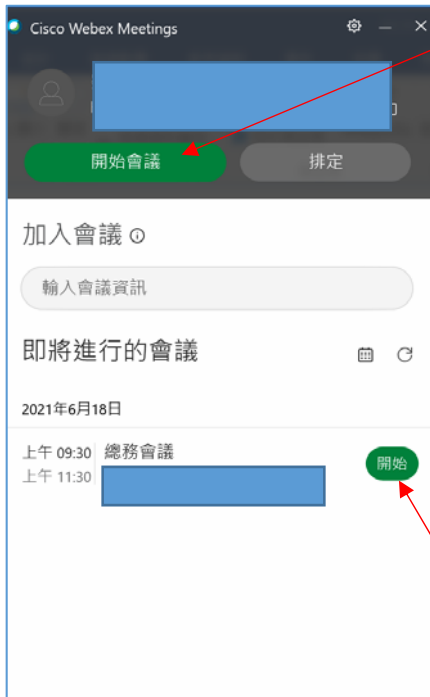 Cisco Webex Meetings
開始會議
排定
加入會議
輸入會議資訊
即將進行的會議
2021年6月18日
上午 09:30 總務會議
上午 11:30
開始